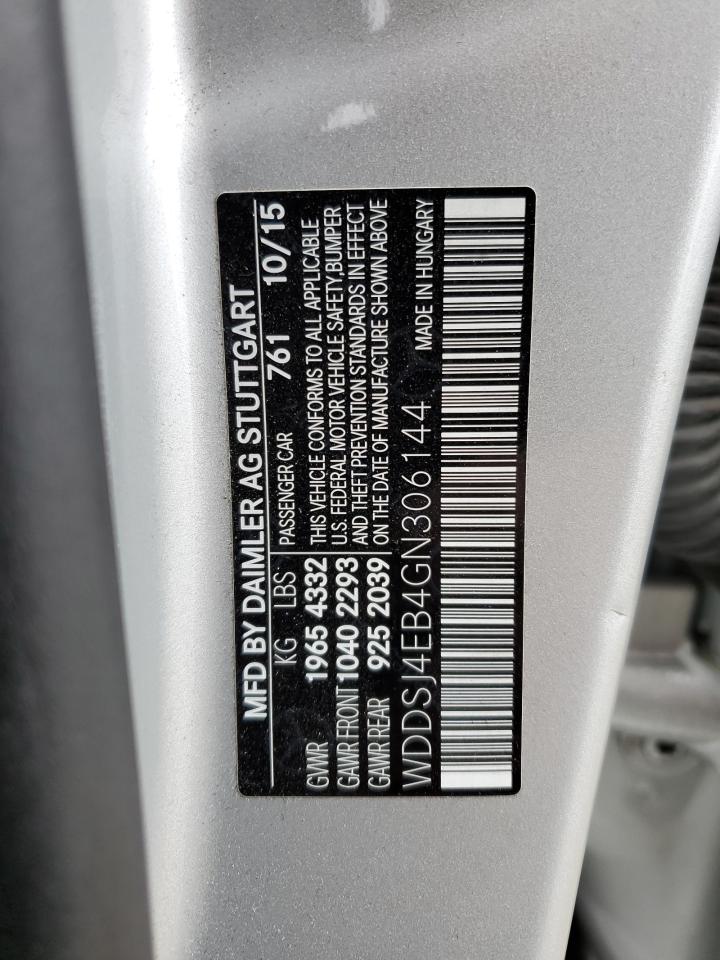 MFD BY DAIMLER AG STUTTGART
KG LBS PASSENGER CAR 761 10/15
GVWR 1965 4332 THIS VEHICLE CONFORMS TO ALL APPLICABLE
GAWR FRONT 1040 2293 U.S. FEDERAL MOTOR VEHICLE SAFETY,BUMPER
AND THEFT PREVENTION STANDARDS IN EFFECT
GAWR REAR 925 2039 ON THE DATE OF MANUFACTURE SHOWN ABOVE
WDDSJ4EB4GN306144 MADE IN HUNGARY